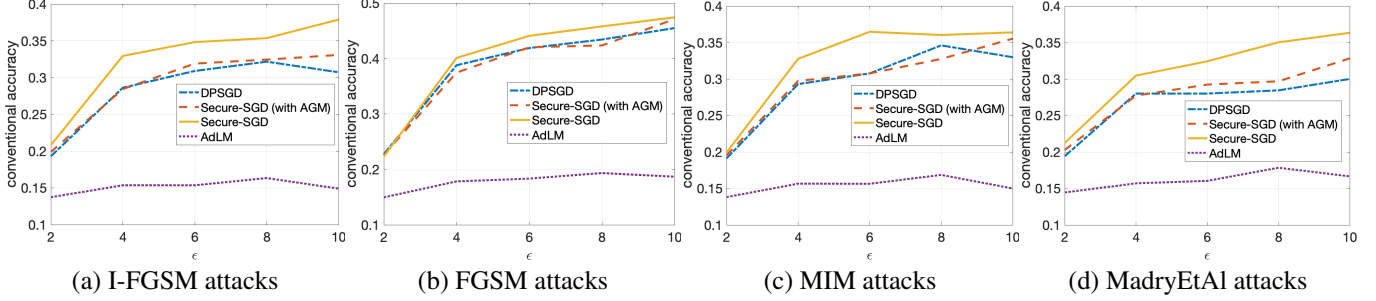 conventional accuracy
0.4
0.35
0.3
0.25
0.2
0.15
0.1
2
4
6
8
10
ϵ
DPSGD
Secure-SGD (with AGM)
Secure-SGD
AdLM
(a) I-FGSM attacks
conventional accuracy
0.5
0.4
0.3
0.2
0.1
2
4
6
8
10
ϵ
DPSGD
Secure-SGD (with AGM)
Secure-SGD
AdLM
(b) FGSM attacks
conventional accuracy
0.4
0.35
0.3
0.25
0.2
0.15
0.1
2
4
6
8
10
ϵ
DPSGD
Secure-SGD (with AGM)
Secure-SGD
AdLM
(c) MIM attacks
conventional accuracy
0.4
0.35
0.3
0.25
0.2
0.15
0.1
2
4
6
8
10
ϵ
DPSGD
Secure-SGD (with AGM)
Secure-SGD
AdLM
(d) MadryEtAl attacks